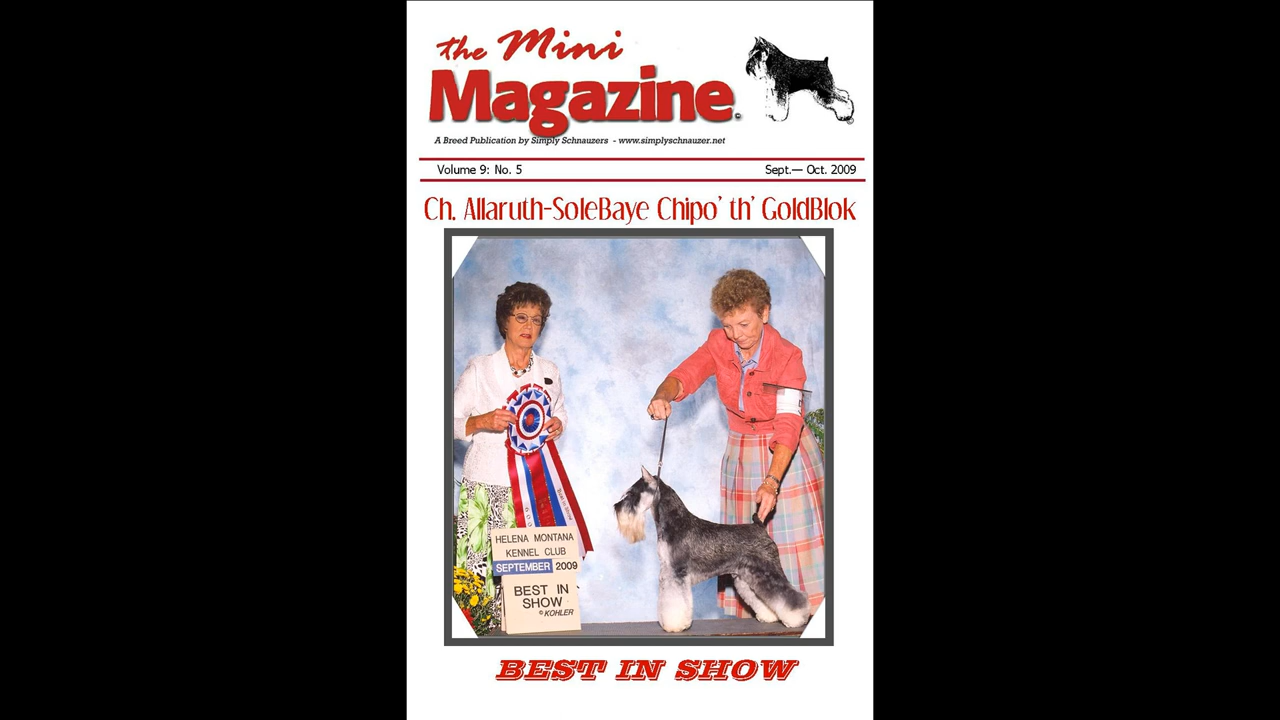 the Mini
Magazine
A Breed Publication by Simply Schnauzers - www.simplyschnauzer.net
Volume 9: No. 5
Sept.— Oct. 2009
Ch. Allaruth-SoleBaye Chipo' th' GoldBlok
HELENA MONTANA
KENNEL CLUB
SEPTEMBER 2009
BEST IN
SHOW
© KOHLER
BEST IN SHOW